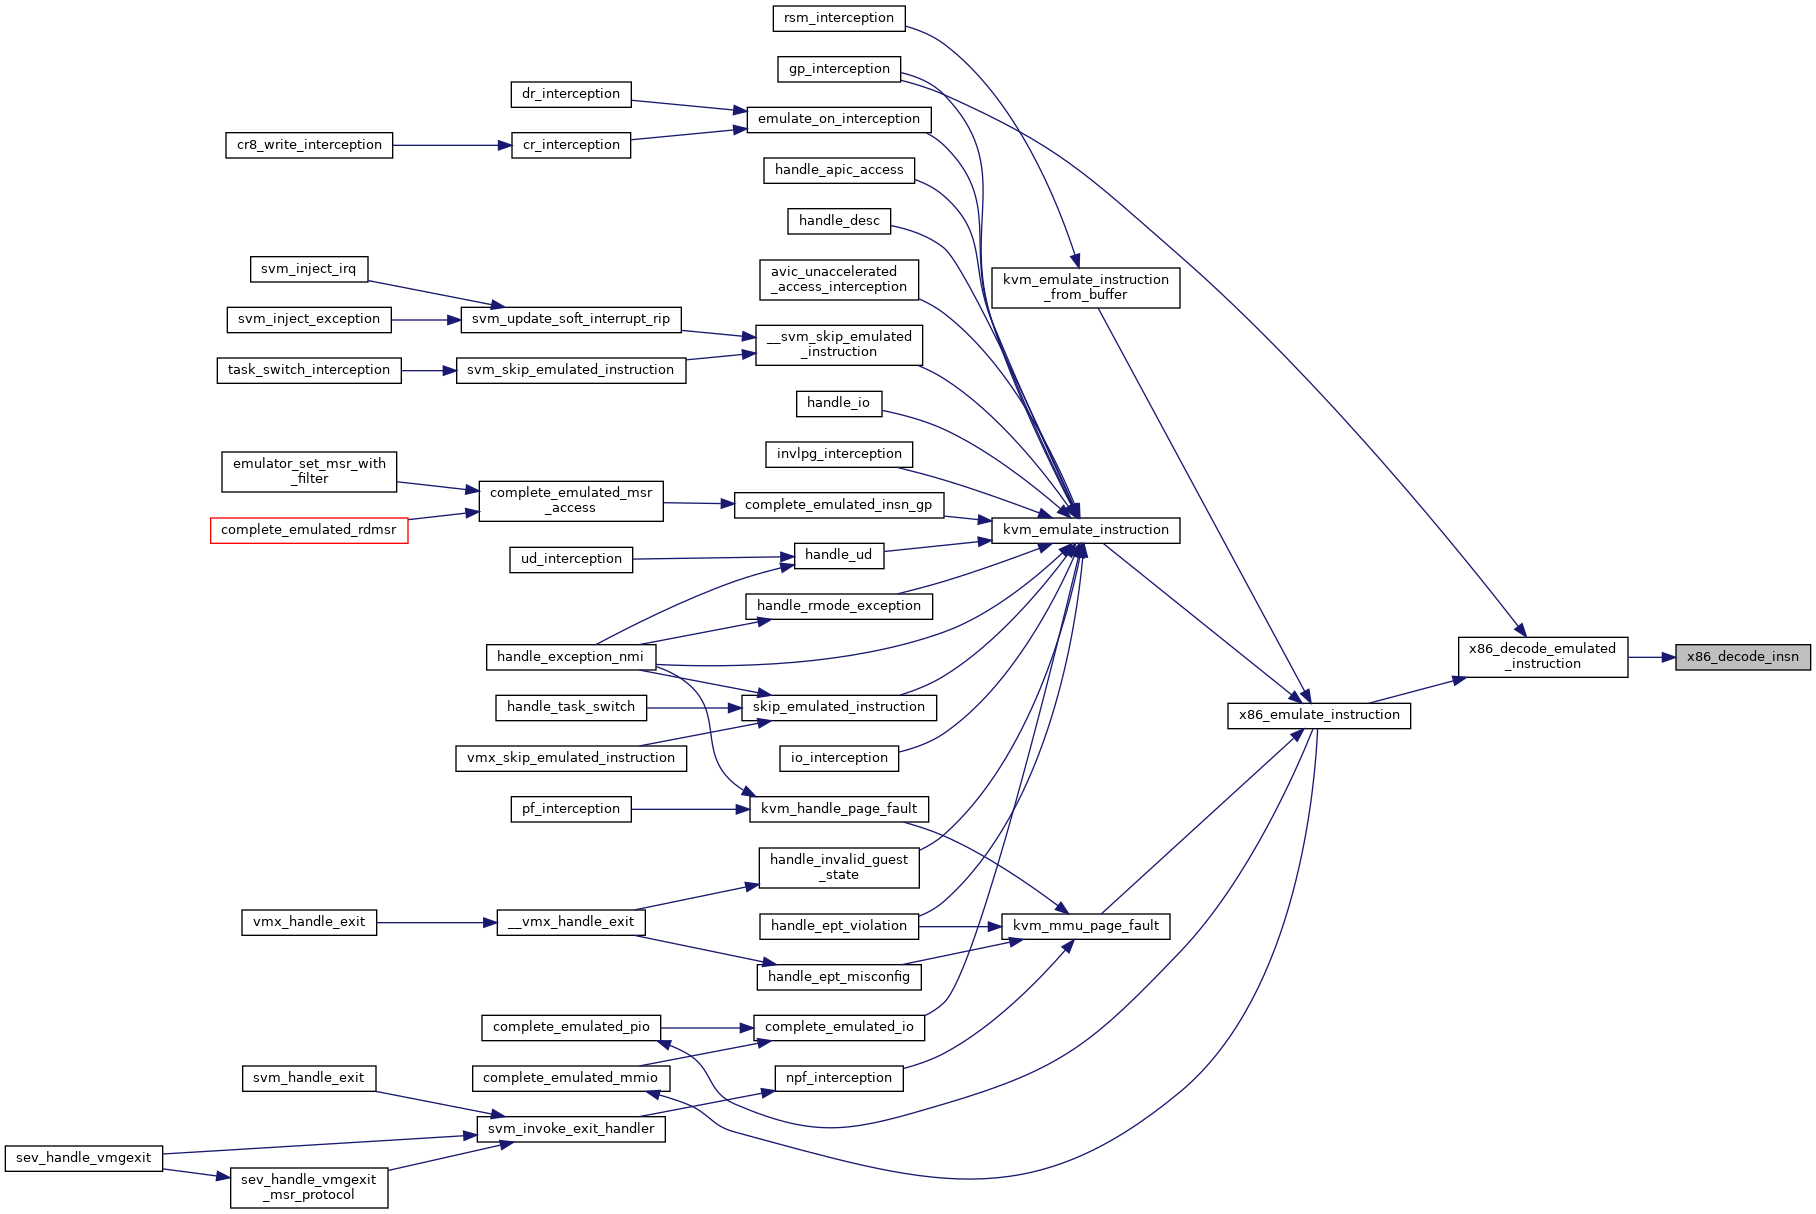 rsm_interception
gp_interception
dr_interception
emulate_on_interception
cr8_write_interception
cr_interception
handle_apic_access
handle_desc
svm_inject_irq
avic_unaccelerated
_access_interception
kvm_emulate_instruction
_from_buffer
svm_inject_exception
svm_update_soft_interrupt_rip
__svm_skip_emulated
_instruction
task_switch_interception
svm_skip_emulated_instruction
handle_io
invlpg_interception
emulator_set_msr_with
_filter
complete_emulated_msr
_access
complete_emulated_insn_gp
complete_emulated_rdmsr
kvm_emulate_instruction
ud_interception
handle_ud
handle_rmode_exception
handle_exception_nmi
x86_decode_emulated
_instruction
x86_decode_insn
handle_task_switch
skip_emulated_instruction
x86_emulate_instruction
vmx_skip_emulated_instruction
io_interception
pf_interception
kvm_handle_page_fault
handle_invalid_guest
_state
vmx_handle_exit
__vmx_handle_exit
handle_ept_violation
kvm_mmu_page_fault
handle_ept_misconfig
complete_emulated_pio
complete_emulated_io
svm_handle_exit
complete_emulated_mmio
npf_interception
svm_invoke_exit_handler
sev_handle_vmgexit
sev_handle_vmgexit
_msr_protocol